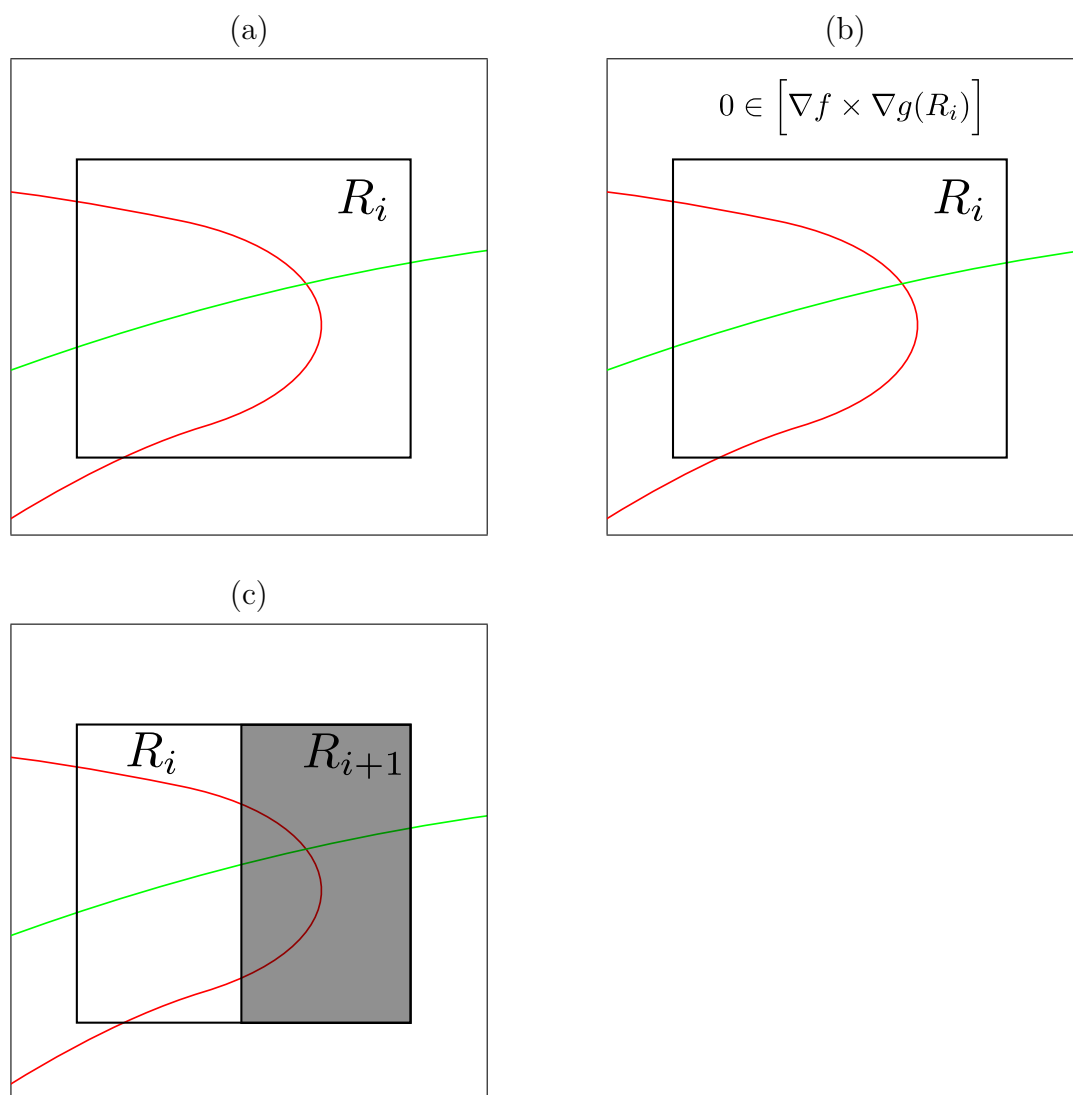 (a)
(b)
0 ∈ [∇f × ∇g(R_i)]
R_i
R_i
(c)
R_i
R_{i+1}